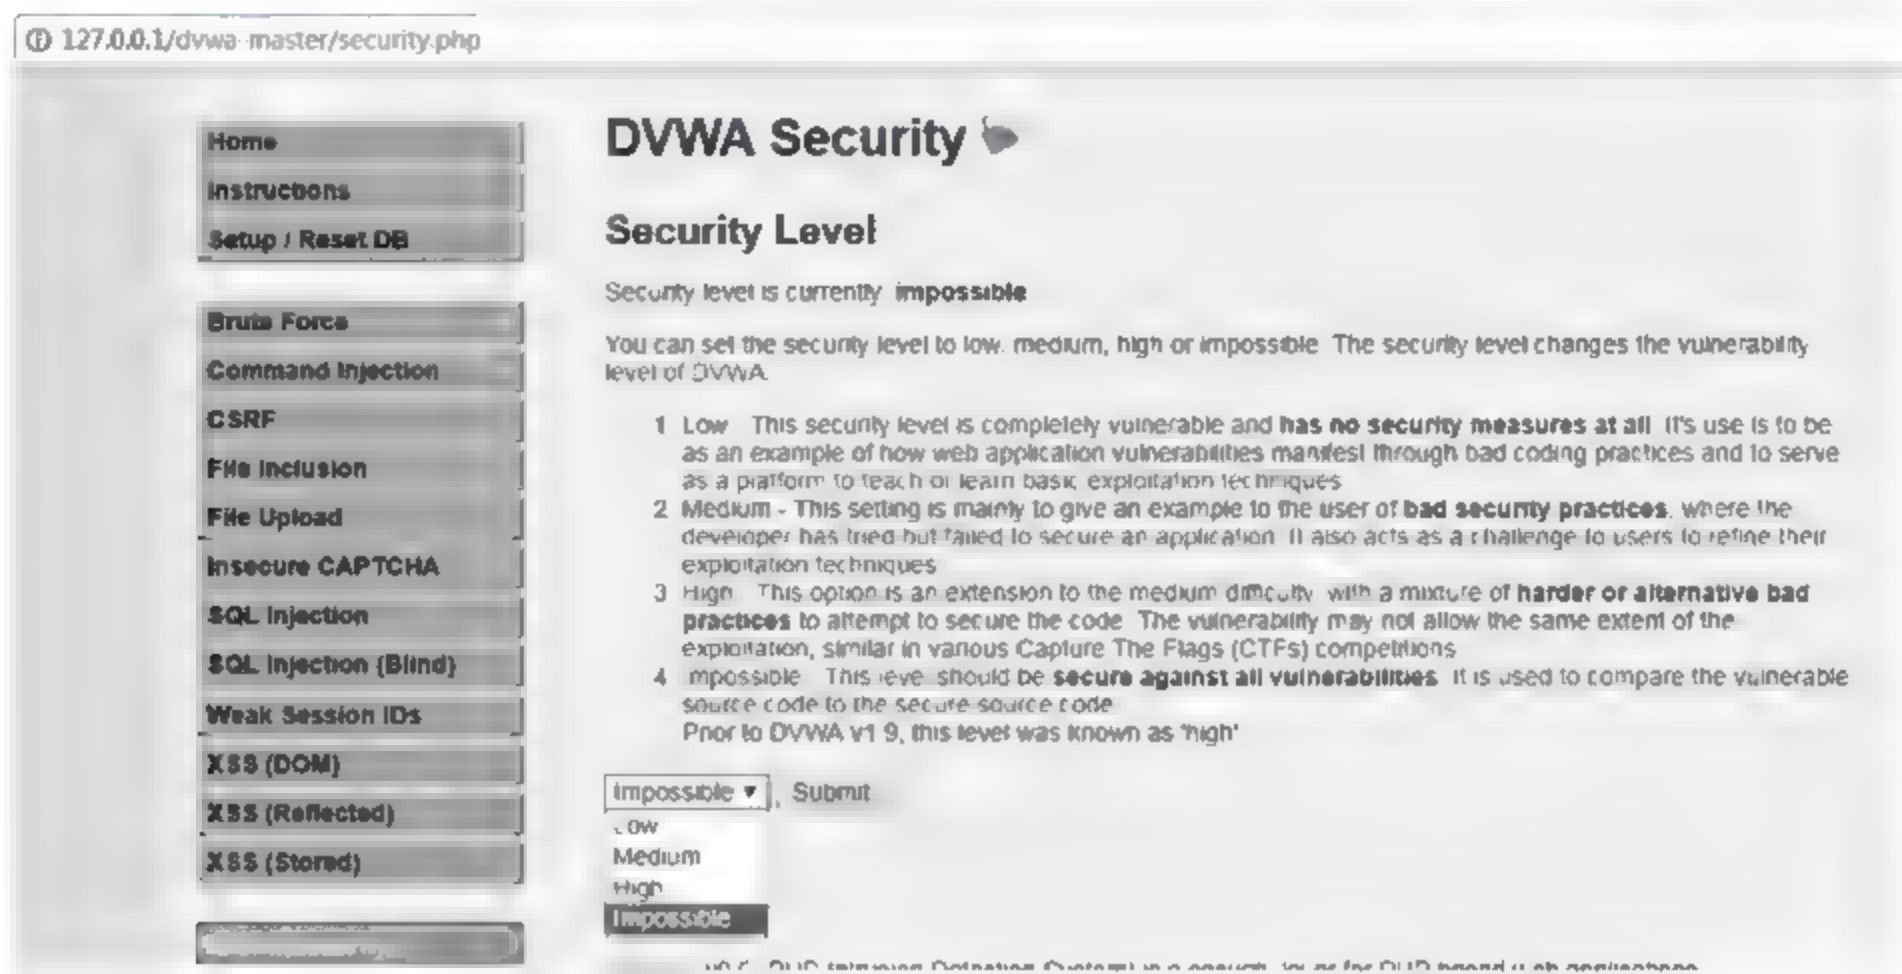 127.0.0.1/dvwa-master/security.php
Home
Instructions
Setup / Reset DB
Brute Force
Command Injection
CSRF
File Inclusion
File Upload
Insecure CAPTCHA
SQL Injection
SQL Injection (Blind)
Weak Session IDs
XSS (DOM)
XSS (Reflected)
XSS (Stored)
DVWA Security
Security Level
Security level is currently impossible
You can set the security level to low, medium, high or impossible. The security level changes the vulnerability
level of DVWA.
1 Low This security level is completely vulnerable and has no security measures at all. It's use is to be
as an example of how web application vulnerabilities manifest through bad coding practices and to serve
as a platform to teach or learn basic exploitation techniques
2 Medium - This setting is mainly to give an example to the user of bad security practices, where the
developer has tried but failed to secure an application. It also acts as a challenge to users to refine their
exploitation techniques
3 High This option is an extension to the medium difficulty, with a mixture of harder or alternative bad
practices to attempt to secure the code. The vulnerability may not allow the same extent of the
exploitation, similar in various Capture The Flags (CTFs) competitions
4 Impossible This level should be secure against all vulnerabilities. It is used to compare the vulnerable
source code to the secure source code
Prior to DVWA v1.9, this level was known as 'high'
Impossible Submit
Low
Medium
High
Impossible